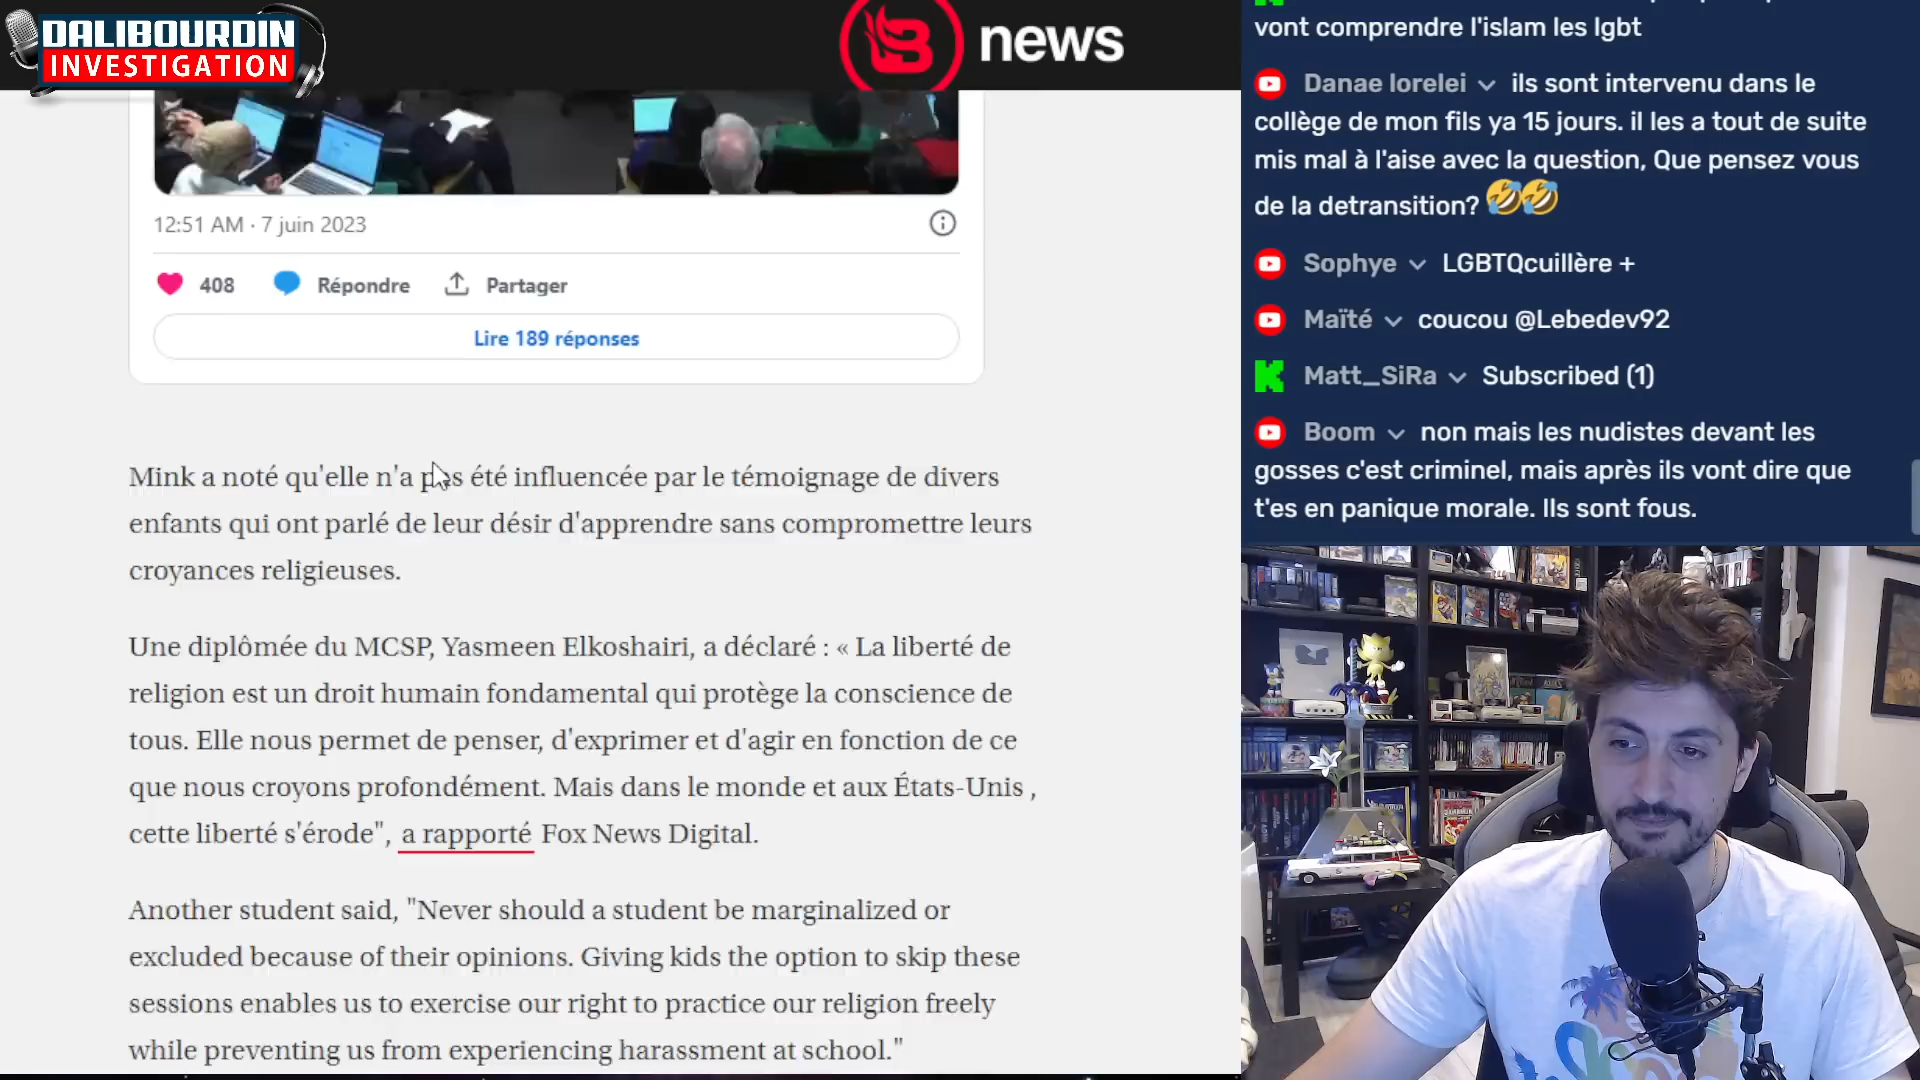 DALIBOURDIN
INVESTIGATION
news
12:51 AM · 7 juin 2023
408 Répondre Partager
Lire 189 réponses
Mink a noté qu'elle n'a pas été influencée par le témoignage de divers
enfants qui ont parlé de leur désir d'apprendre sans compromettre leurs
croyances religieuses.
Une diplômée du MCSP, Yasmeen Elkoshairi, a déclaré : « La liberté de
religion est un droit humain fondamental qui protège la conscience de
tous. Elle nous permet de penser, d'exprimer et d'agir en fonction de ce
que nous croyons profondément. Mais dans le monde et aux États-Unis ,
cette liberté s'érode", a rapporté Fox News Digital.
Another student said, "Never should a student be marginalized or
excluded because of their opinions. Giving kids the option to skip these
sessions enables us to exercise our right to practice our religion freely
while preventing us from experiencing harassment at school."
vont comprendre l'islam les lgbt
Danae lorelei ils sont intervenu dans le
collège de mon fils ya 15 jours. il les a tout de suite
mis mal à l'aise avec la question, Que pensez vous
de la detransition? 🤣🤣
Sophye LGBTQcuillère +
Maïté coucou @Lebedev92
Matt_SiRa Subscribed (1)
Boom non mais les nudistes devant les
gosses c'est criminel, mais après ils vont dire que
t'es en panique morale. Ils sont fous.